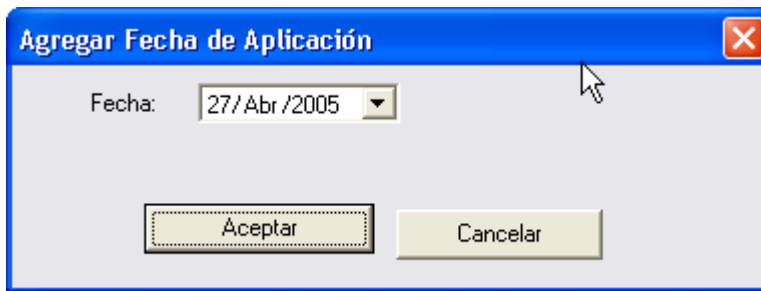 Agregar Fecha de Aplicación
Fecha: 27/Abr/2005
Aceptar Cancelar